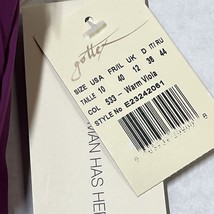 gottex
SIZE USA FR/IL UK D IT/RU
TAILLE 10 40 12 38 44
COL 533 - Warm Viola
STYLE No E23242061
MAN HAS HER